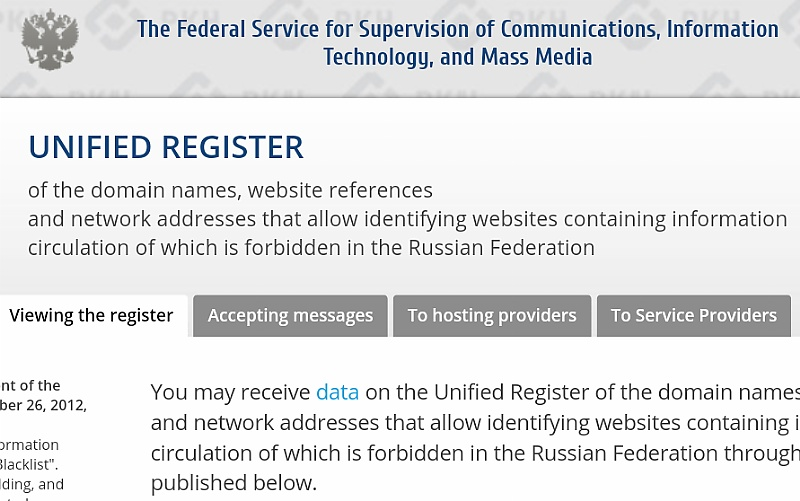 The Federal Service for Supervision of Communications, Information
Technology, and Mass Media
UNIFIED REGISTER
of the domain names, website references
and network addresses that allow identifying websites containing information
circulation of which is forbidden in the Russian Federation
Viewing the register
Accepting messages
To hosting providers
To Service Providers
nt of the
ber 26, 2012,
ormation
Blacklist".
lding, and
You may receive data on the Unified Register of the domain names
and network addresses that allow identifying websites containing i
circulation of which is forbidden in the Russian Federation through
published below.